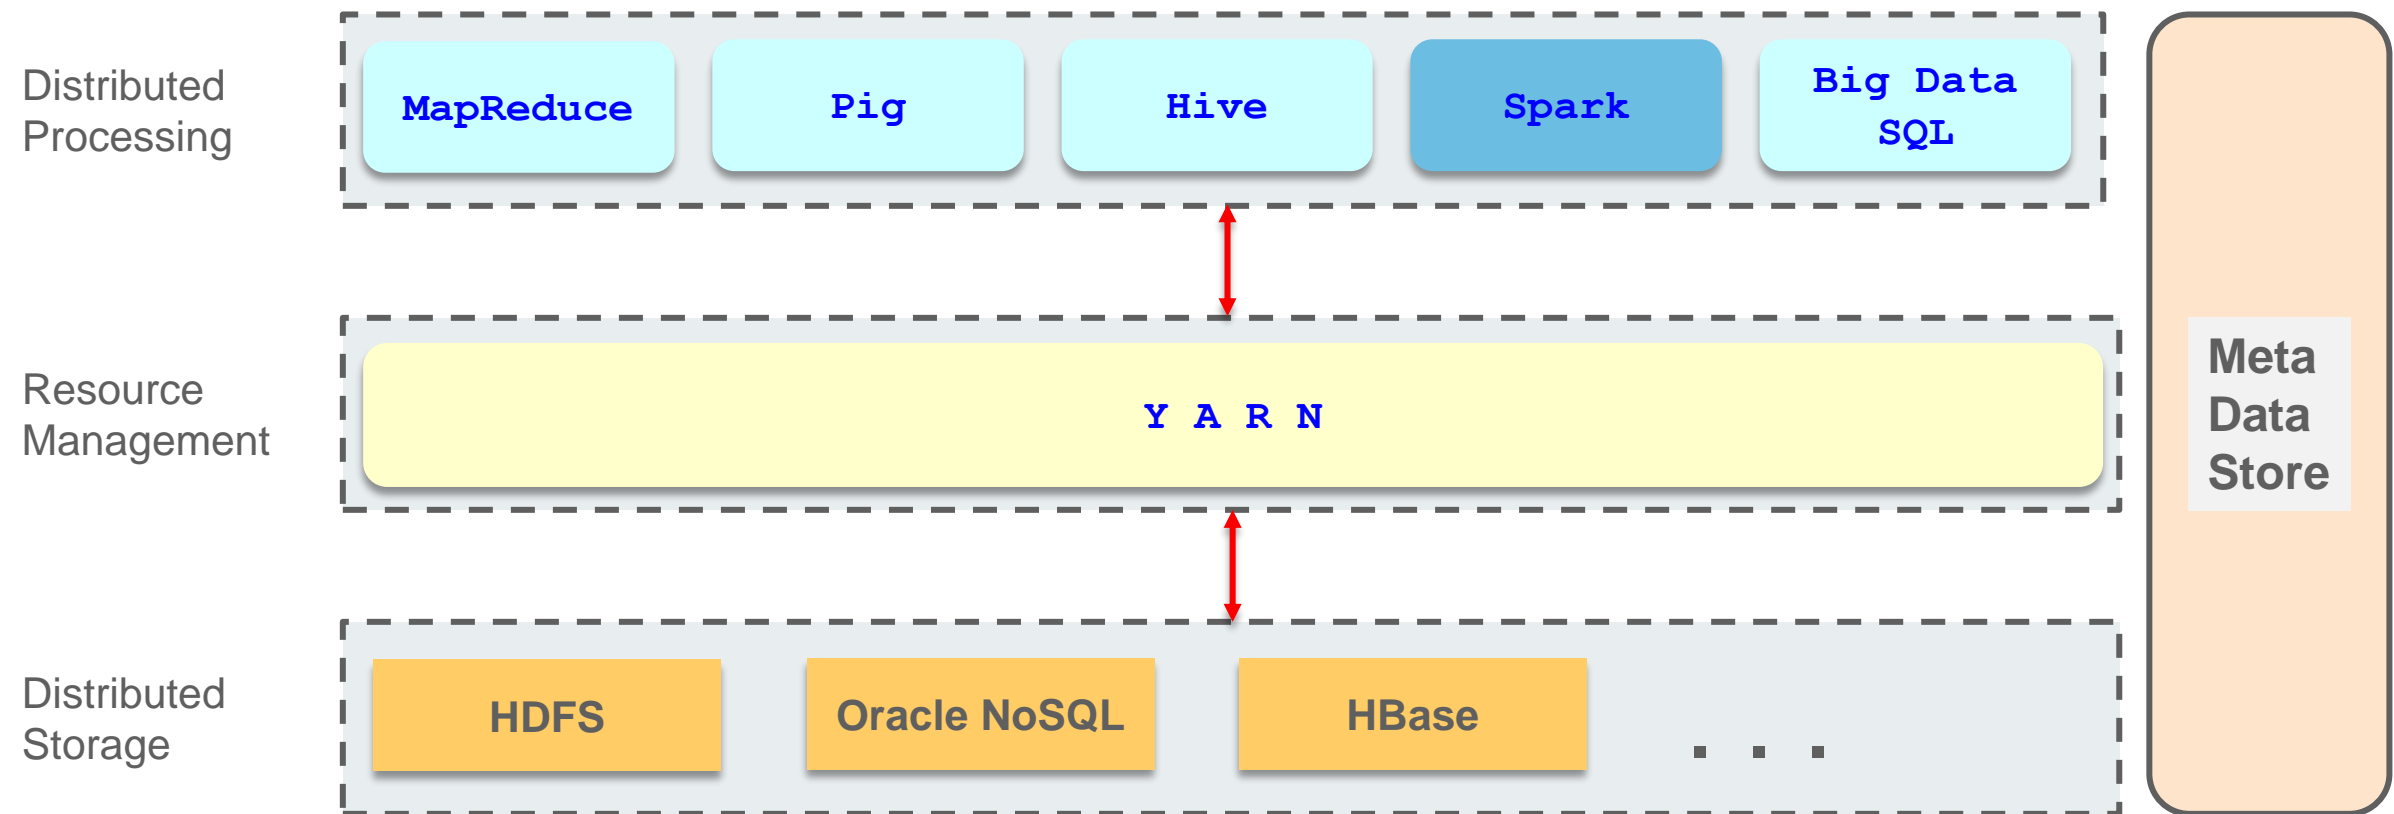 Distributed
Processing
MapReduce
Pig
Hive
Spark
Big Data
SQL
Resource
Management
Y A R N
Meta
Data
Store
Distributed
Storage
HDFS
Oracle NoSQL
HBase
. . .